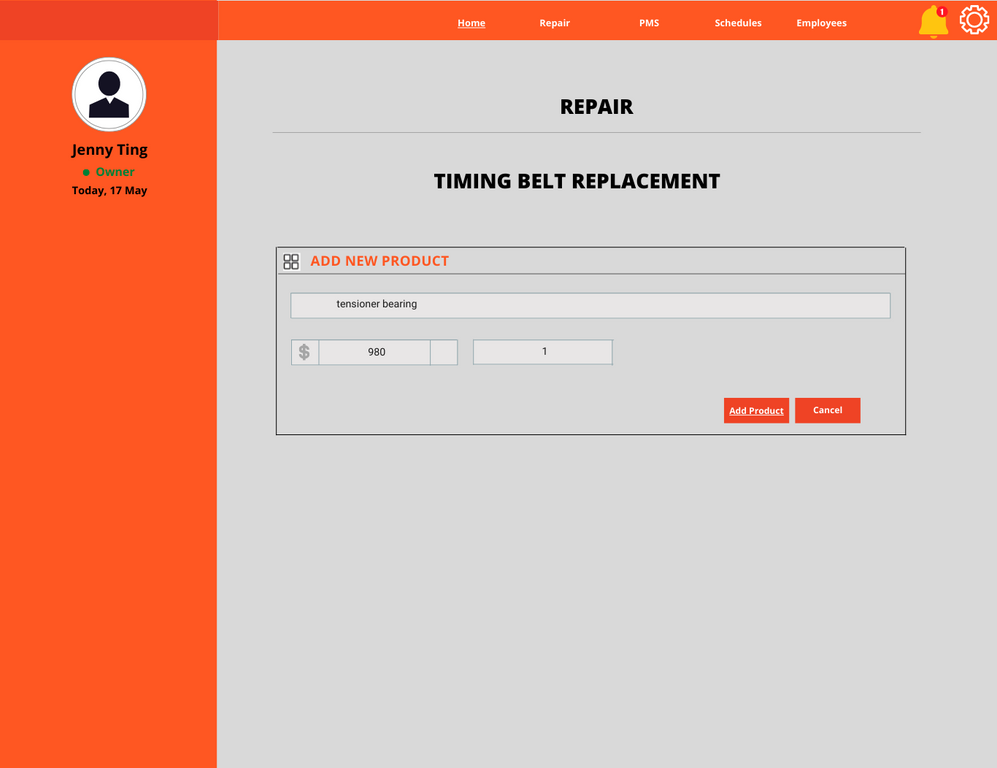 Home Repair PMS Schedules Employees 1
Jenny Ting
Owner
Today, 17 May
REPAIR
TIMING BELT REPLACEMENT
ADD NEW PRODUCT
tensioner bearing
$ 980 1
Add Product Cancel